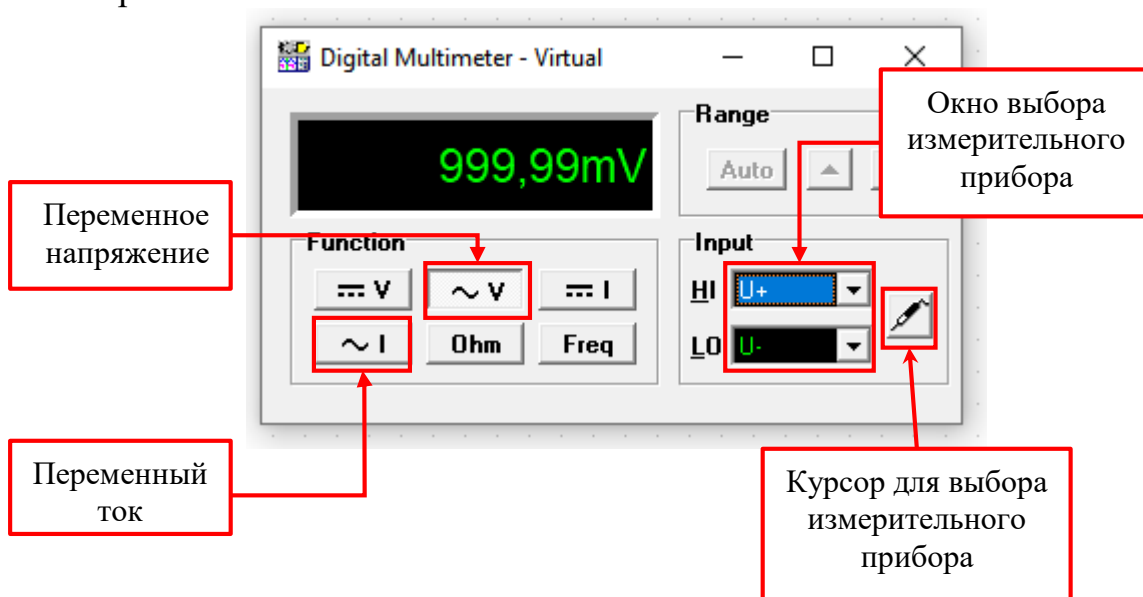 Digital Multimeter - Virtual
Окно выбора
измерительного
прибора
Range
999,99mV
Auto
Переменное
напряжение
Function
Input
V
V
I
HI U+
I
Ohm
Freq
LO U-
Переменный
ток
Курсор для выбора
измерительного
прибора